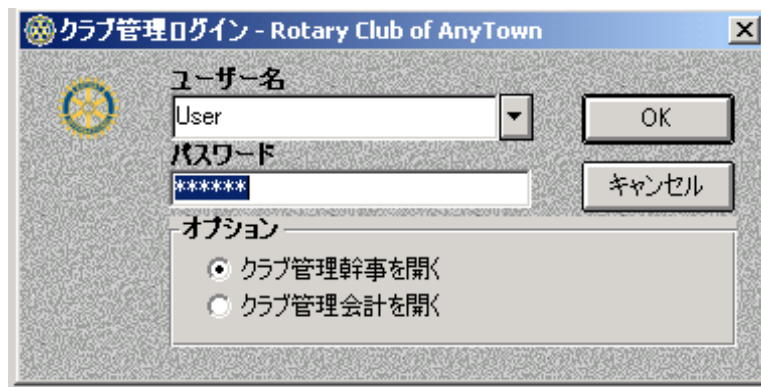 クラブ管理ログイン - Rotary Club of AnyTown
ユーザー名
User
OK
パスワード
******
キャンセル
オプション
クラブ管理幹事を開く
クラブ管理会計を開く